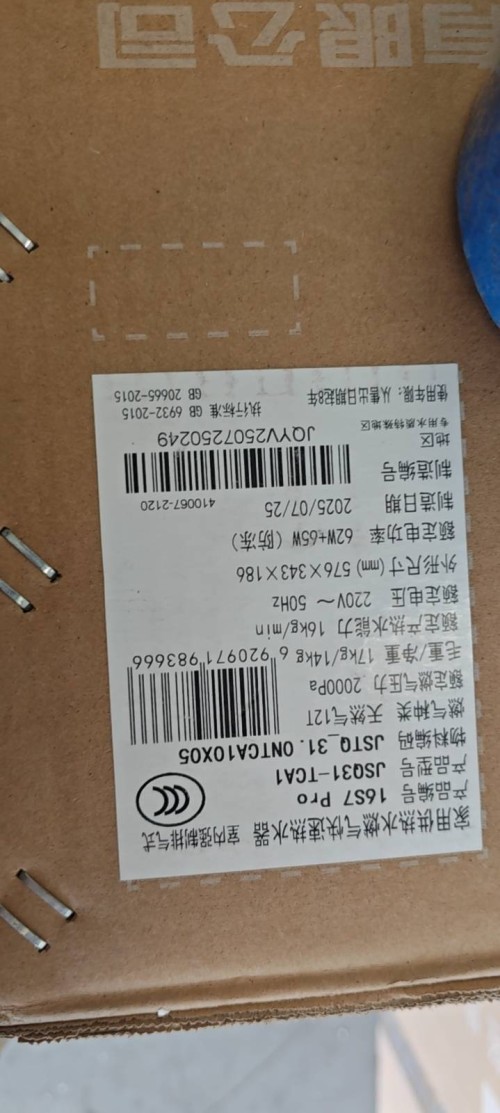 家用供热水燃气快速热水器 室内强制排气式
产品编号 16S7 Pro
产品型号 JSQ31-TCA1
物料编码 JSTQ_31.0NTCA10X05
燃气种类 天然气12T
额定燃气压力 2000Pa
毛重/净重 17kg/14kg
6 920971 983666
额定产热水能力 16kg/min
额定电压 220V~ 50Hz
外形尺寸(mm) 576×343×186
额定电功率 62W+65W(防冻)
制造日期 2025/07/25
410067-2120
制造编号
JQYV2507250249
地区
专用水质特殊地区
执行标准 GB 6932-2015
GB 20665-2015
使用年限:从售出日期起8年
有限公司